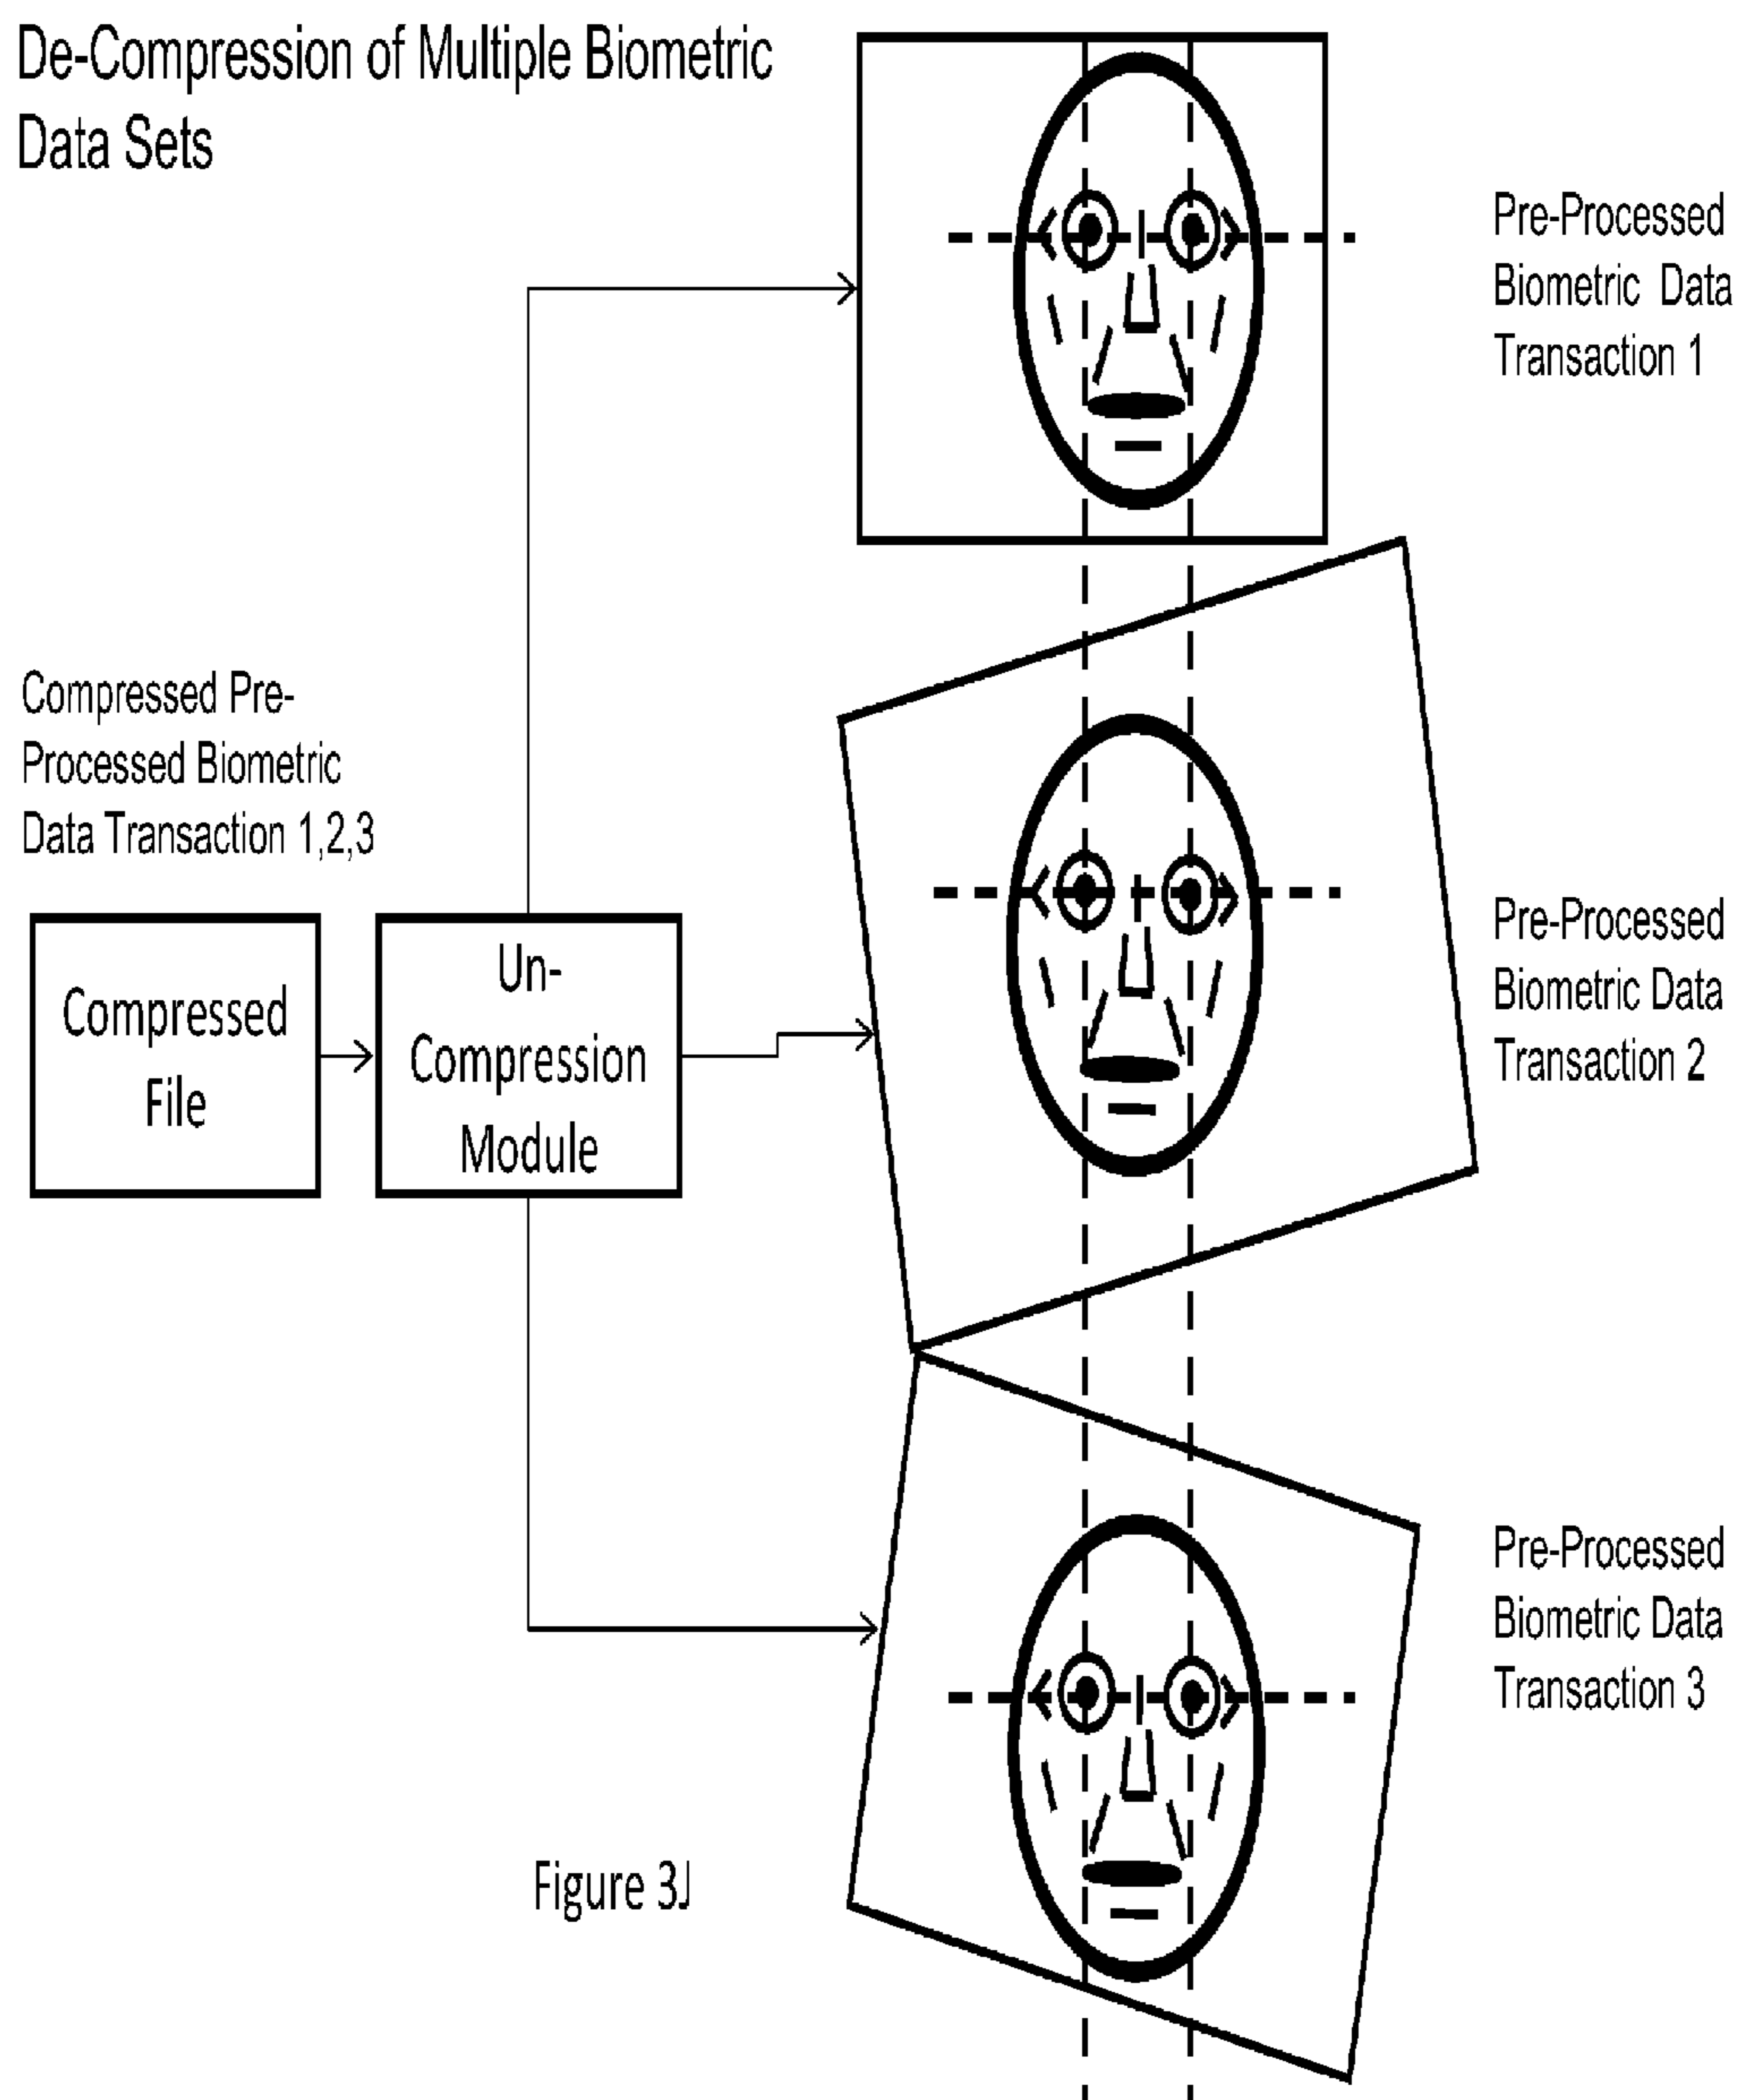 De-Compression of Multiple Biometric
Data Sets
Pre-Processed
Biometric Data
Transaction 1
Compressed Pre-
Processed Biometric
Data Transaction 1,2,3
Compressed
File
Un-
Compression
Module
Pre-Processed
Biometric Data
Transaction 2
Pre-Processed
Biometric Data
Transaction 3
Figure 3J